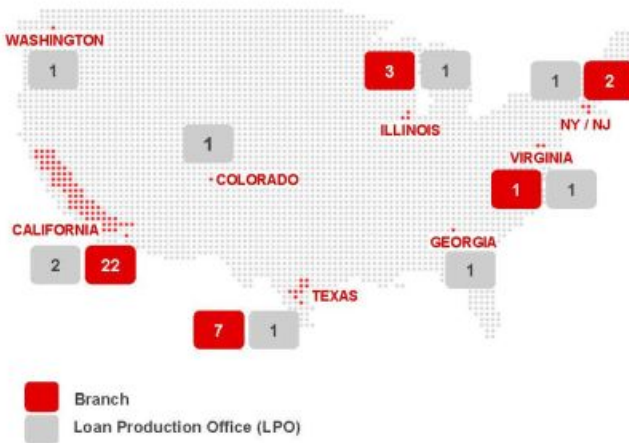 WASHINGTON
1
3 1
ILLINOIS
1 2
NY / NJ
1
COLORADO
VIRGINIA
1 1
CALIFORNIA
2 22
GEORGIA
1
TEXAS
7 1
Branch
Loan Production Office (LPO)